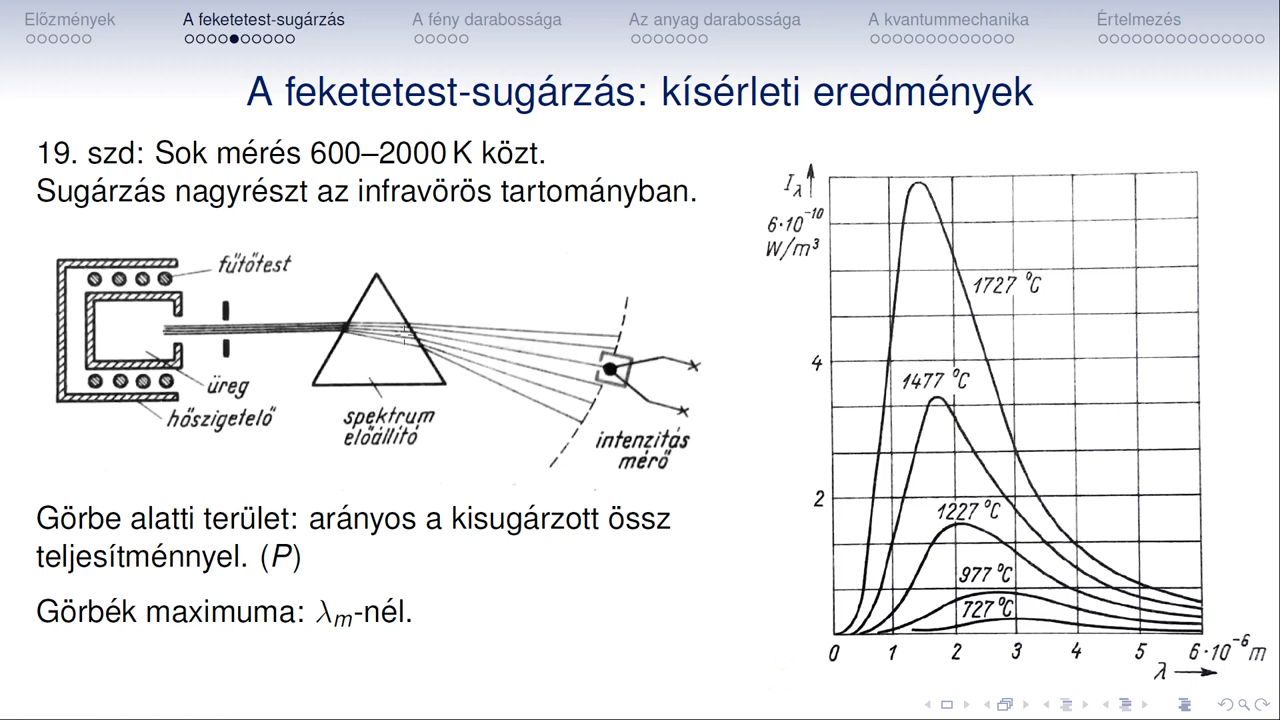 Előzmények
A feketetest-sugárzás
A fény darabossága
Az anyag darabossága
A kvantummechanika
Értelmezés
A feketetest-sugárzás: kísérleti eredmények
19. szd: Sok mérés 600–2000 K közt.
Sugárzás nagyrészt az infravörös tartományban.
fűtőtest
üreg
hőszigetelő
spektrum
előállító
intenzitás
mérő
Görbe alatti terület: arányos a kisugárzott össz
teljesítménnyel. (P)
Görbék maximuma: λm-nél.
Iλ
6·10⁻¹⁰
W/m³
4
2
1727 °C
1477 °C
1227 °C
977 °C
727 °C
0 1 2 3 4 5 6·10⁻⁶ m
λ